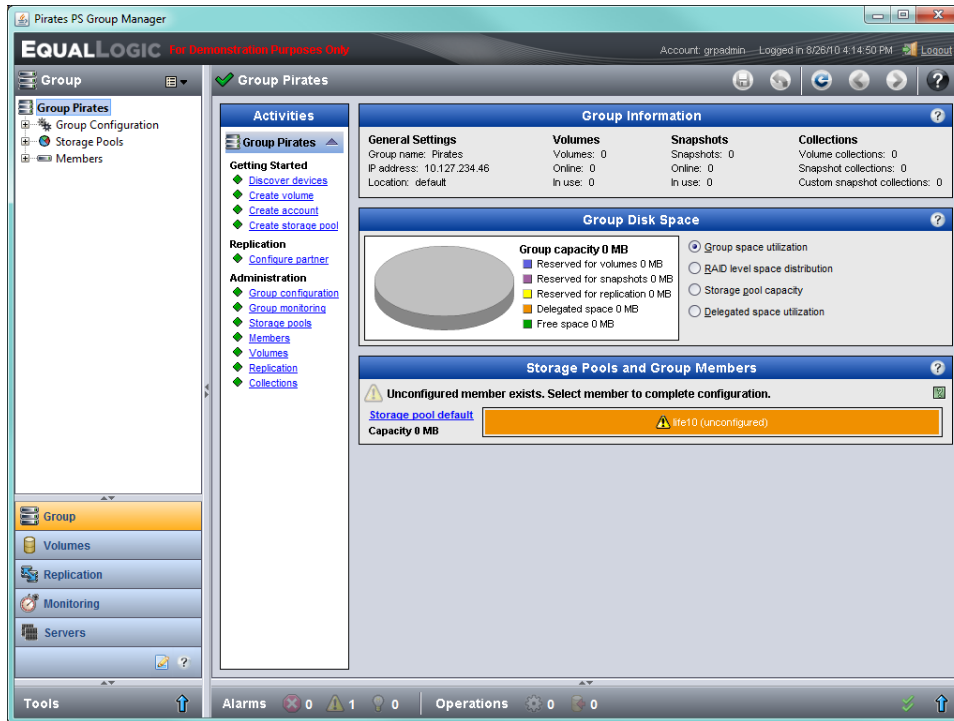 Pirates PS Group Manager
EQUALLOGIC For Demonstration Purposes Only
Account: grpadmin Logged in 8/26/10 4:14:50 PM Logout
Group
Group Pirates
Group Pirates
Group Configuration
Storage Pools
Members
Group
Volumes
Replication
Monitoring
Servers
Tools
Activities
Group Pirates
Getting Started
Discover devices
Create volume
Create account
Create storage pool
Replication
Configure partner
Administration
Group configuration
Group monitoring
Storage pools
Members
Volumes
Replication
Collections
Group Information
General Settings
Group name: Pirates
IP address: 10.127.234.46
Location: default
Volumes
Volumes: 0
Online: 0
In use: 0
Snapshots
Snapshots: 0
Online: 0
In use: 0
Collections
Volume collections: 0
Snapshot collections: 0
Custom snapshot collections: 0
Group Disk Space
Group capacity 0 MB
Reserved for volumes 0 MB
Reserved for snapshots 0 MB
Reserved for replication 0 MB
Delegated space 0 MB
Free space 0 MB
Group space utilization
RAID level space distribution
Storage pool capacity
Delegated space utilization
Storage Pools and Group Members
Unconfigured member exists. Select member to complete configuration.
Storage pool default
Capacity 0 MB
life10 (unconfigured)
Alarms 0 1 0 Operations 0 0